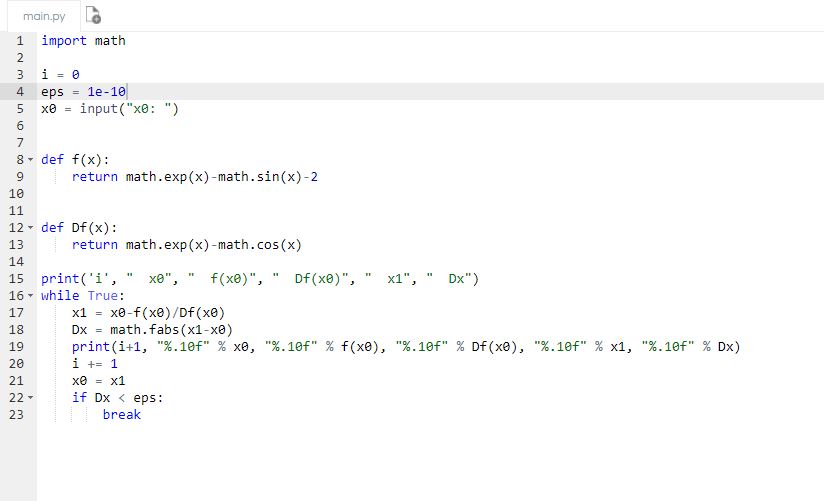 main.py
1 import math
2
3 i = 0
4 eps = 1e-10
5 x0 = input("x0: ")
6
7
8 def f(x):
9     return math.exp(x)-math.sin(x)-2
10
11
12 def Df(x):
13     return math.exp(x)-math.cos(x)
14
15 print('i', "  x0", "  f(x0)", "  Df(x0)", "  x1", "  Dx")
16 while True:
17     x1 = x0-f(x0)/Df(x0)
18     Dx = math.fabs(x1-x0)
19     print(i+1, "%.10f" % x0, "%.10f" % f(x0), "%.10f" % Df(x0), "%.10f" % x1, "%.10f" % Dx)
20     i += 1
21     x0 = x1
22     if Dx < eps:
23         break